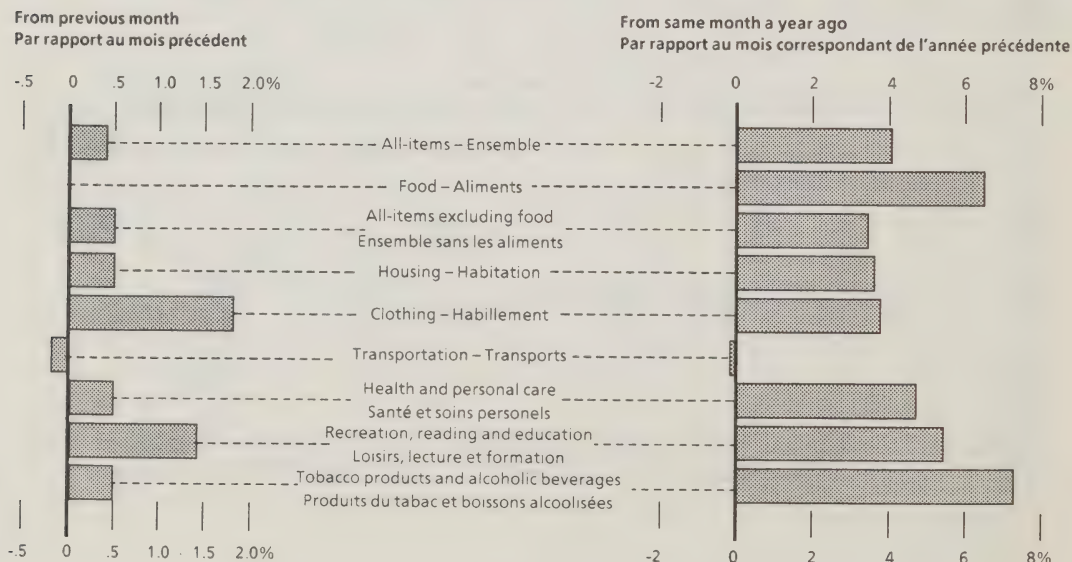 From previous month
Par rapport au mois précédent
From same month a year ago
Par rapport au mois correspondant de l'année précédente
-.5 0 .5 1.0 1.5 2.0%
-2 0 2 4 6 8%
All-items – Ensemble
Food – Aliments
All-items excluding food
Ensemble sans les aliments
Housing – Habitation
Clothing – Habillement
Transportation – Transports
Health and personal care
Santé et soins personels
Recreation, reading and education
Loisirs, lecture et formation
Tobacco products and alcoholic beverages
Produits du tabac et boissons alcoolisées
-.5 0 .5 1.0 1.5 2.0%
-2 0 2 4 6 8%